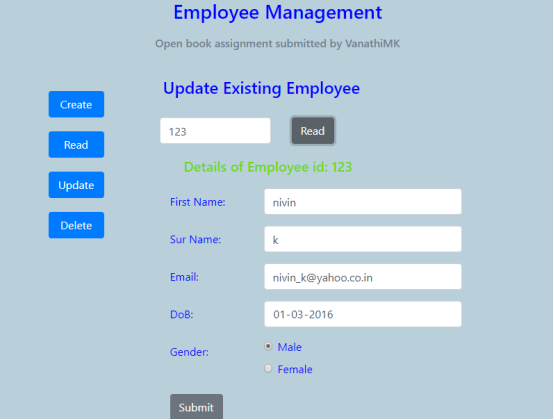 Employee Management
Open book assignment submitted by VanathiMK
Create
Read
Update
Delete
Update Existing Employee
123 Read
Details of Employee id: 123
First Name: nivin
Sur Name: k
Email: nivin_k@yahoo.co.in
DoB: 01-03-2016
Gender: Male
Female
Submit